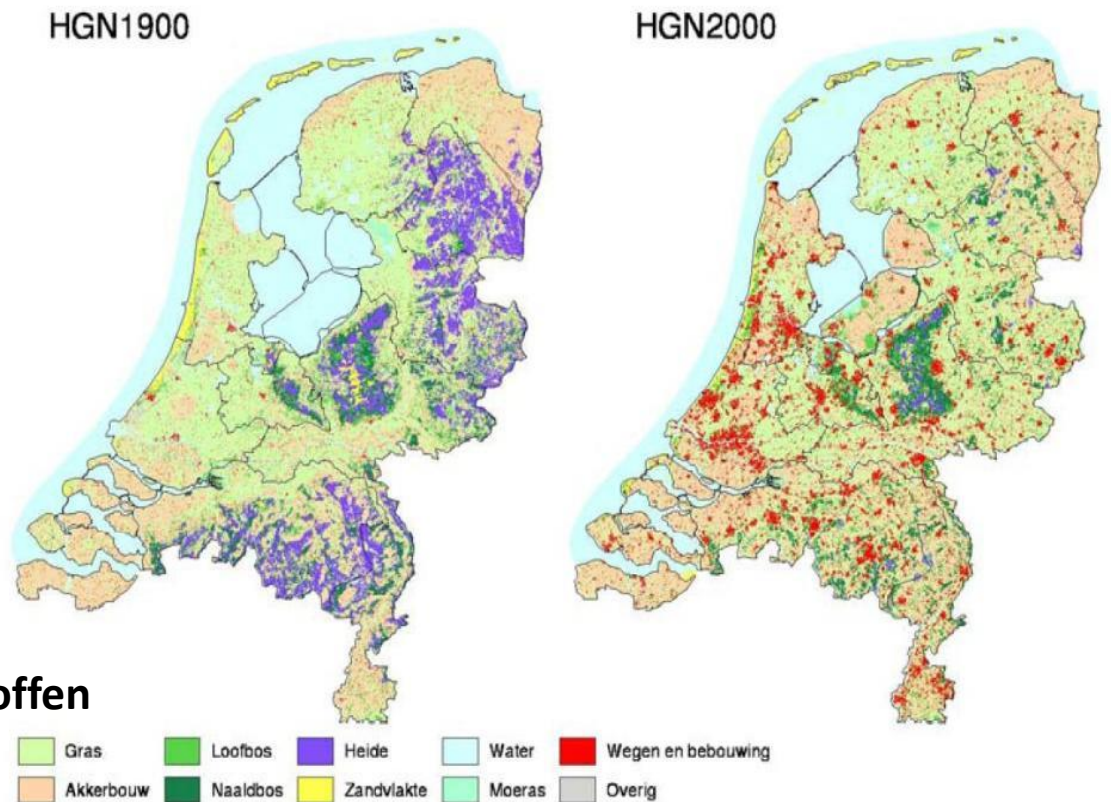 HGN1900
HGN2000
offen
Gras
Loofbos
Heide
Water
Wegen en bebouwing
Akkerbouw
Naaldbos
Zandvlakte
Moeras
Overig